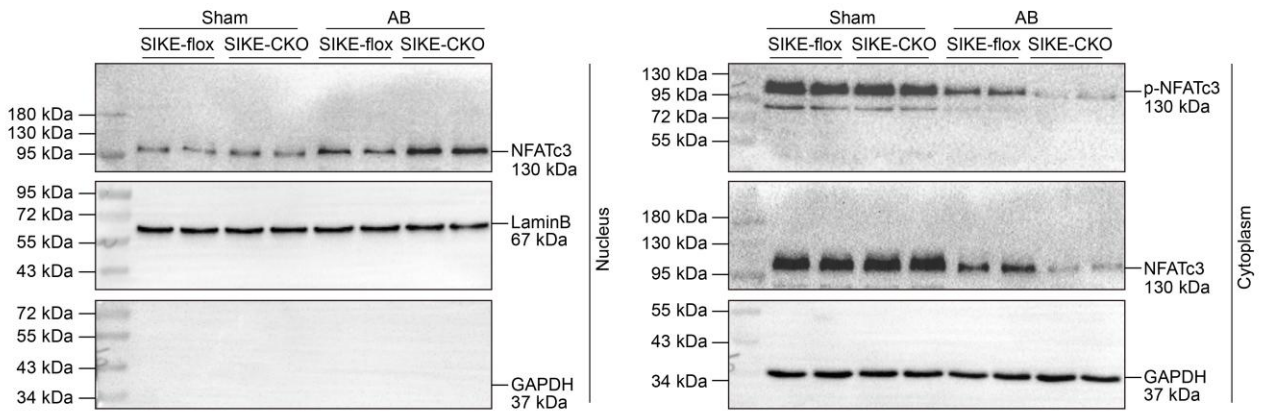 Sham AB
SIKE-flox SIKE-CKO SIKE-flox SIKE-CKO
180 kDa
130 kDa
95 kDa
NFATc3
130 kDa
95 kDa
72 kDa
55 kDa
43 kDa
LaminB
67 kDa
72 kDa
55 kDa
43 kDa
34 kDa
GAPDH
37 kDa
Nucleus
Sham AB
SIKE-flox SIKE-CKO SIKE-flox SIKE-CKO
130 kDa
95 kDa
72 kDa
55 kDa
p-NFATc3
130 kDa
180 kDa
130 kDa
95 kDa
NFATc3
130 kDa
55 kDa
43 kDa
34 kDa
GAPDH
37 kDa
Cytoplasm